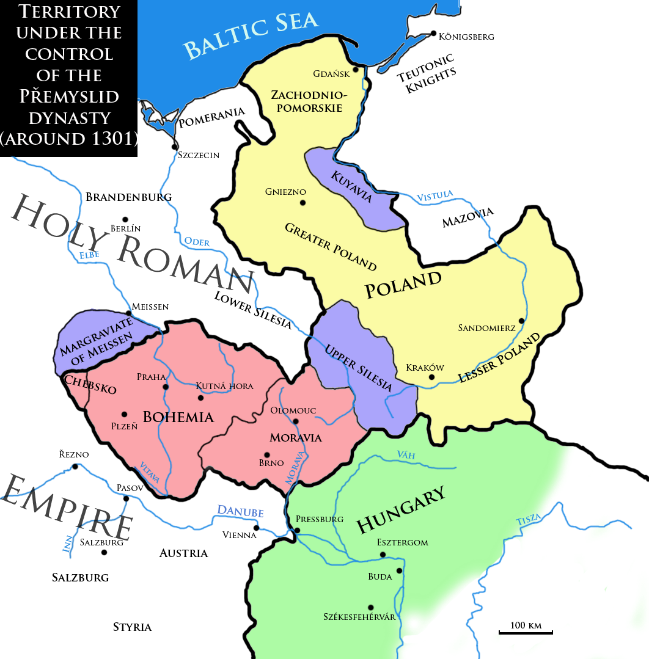 Territory
under the
control
of the
Přemyslid
dynasty
(around 1301)
Baltic Sea
Königsberg
Teutonic
Knights
Gdańsk
Zachodnio-
pomorskie
Pomerania
Szczecin
Kuyavia
Vistula
Mazovia
Gniezno
Brandenburg
Berlín
Holy Roman
Oder
Elbe
Greater Poland
Poland
Lower Silesia
Meissen
Margraviate
of Meissen
Sandomierz
Lesser Poland
Kraków
Upper Silesia
Chebsko
Praha
Kutná hora
Bohemia
Plzeň
Olomouc
Moravia
Brno
Morava
Vltava
Řezno
Pasov
Empire
Inn
Salzburg
Salzburg
Danube
Vienna
Austria
Styria
Pressburg
Váh
Hungary
Esztergom
Buda
Székesfehérvár
Tisza
100 km